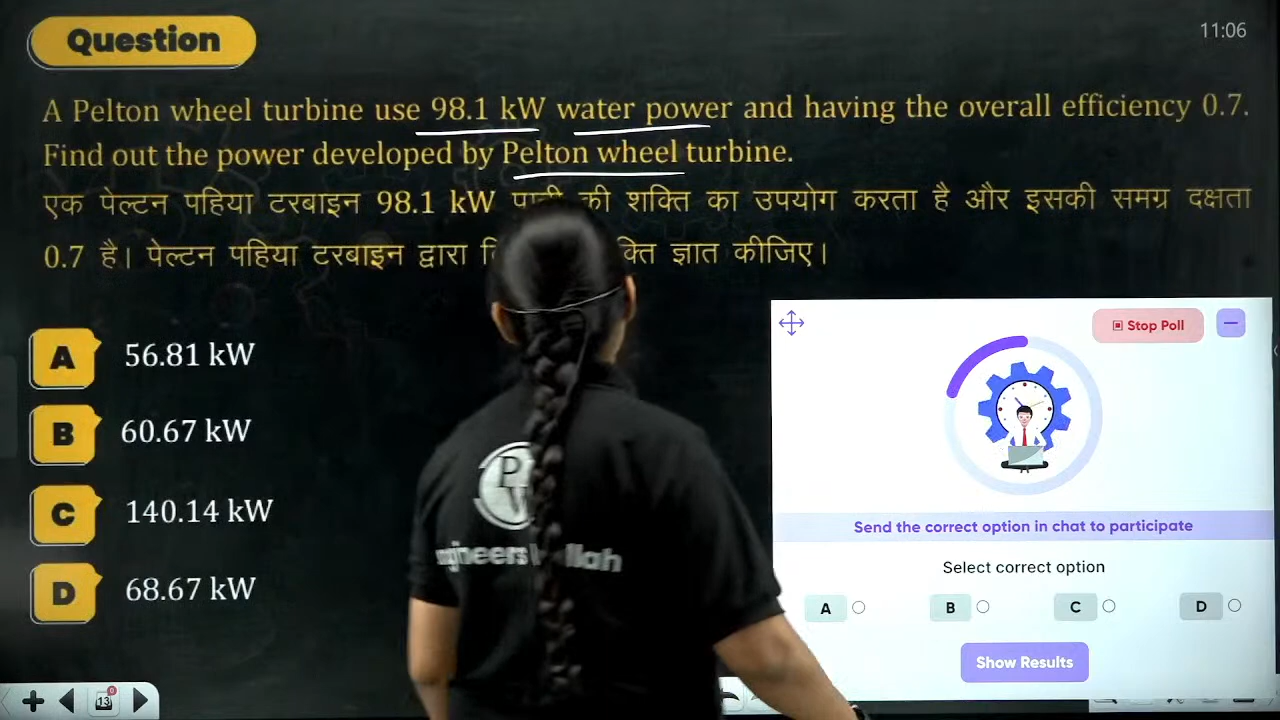 Question
11:06
A Pelton wheel turbine use 98.1 kW water power and having the overall efficiency 0.7.
Find out the power developed by Pelton wheel turbine.
एक पेल्टन पहिया टरबाइन 98.1 kW की शक्ति का उपयोग करता है और इसकी समग्र दक्षता
0.7 है। पेल्टन पहिया टरबाइन द्वारा ज्ञात कीजिए।
A 56.81 kW
B 60.67 kW
C 140.14 kW
D 68.67 kW
Stop Poll
Send the correct option in chat to participate
Select correct option
A B C D
Show Results
13